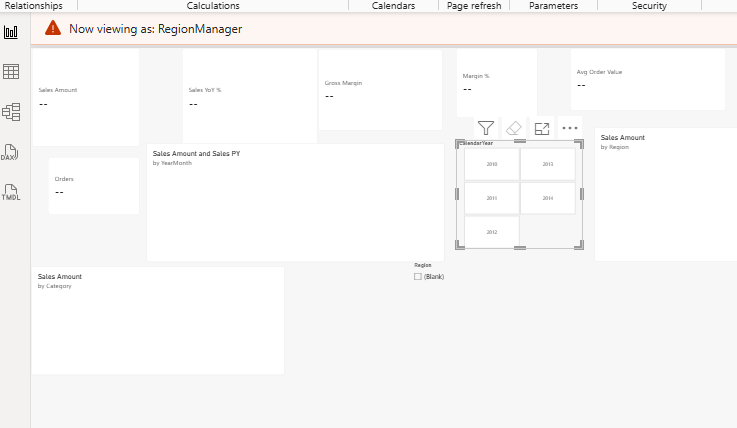 Relationships Calculations Calendars Page refresh Parameters Security
Now viewing as: RegionManager
Sales Amount
--
Sales YoY %
--
Gross Margin
--
Margin %
--
Avg Order Value
--
DAX
TMDL
Orders
--
Sales Amount and Sales PY
by YearMonth
CalendarYear
2010 2013
2011 2014
2012
Sales Amount
by Region
Region
(Blank)
Sales Amount
by Category